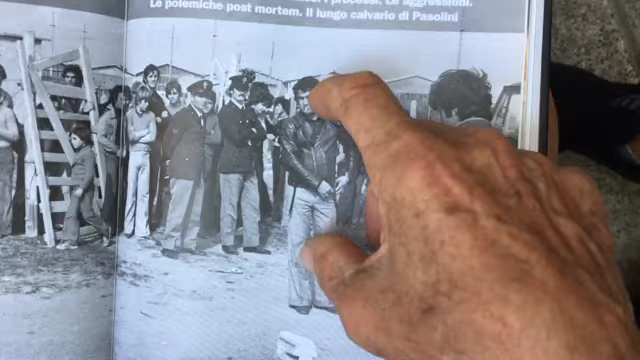 i processi. Le aggressioni.
Le polemiche post mortem. Il lungo calvario di Pasolini